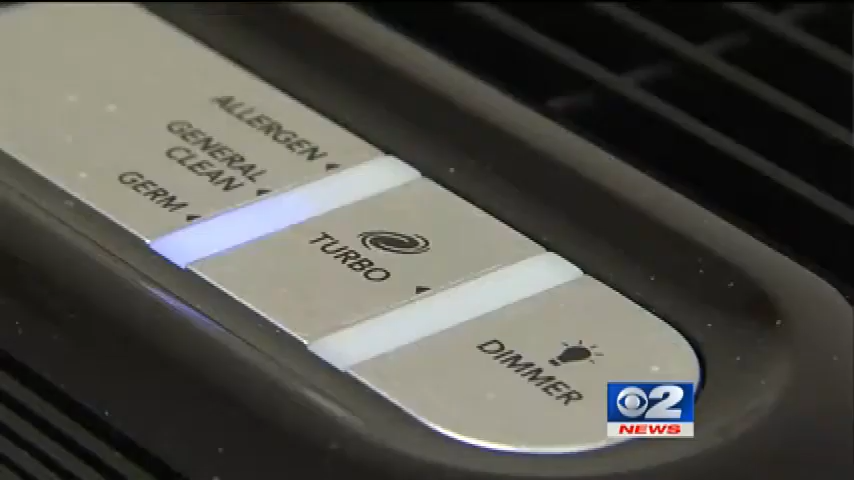 ALLERGEN
GENERAL
CLEAN
GERM
TURBO
DIMMER
2
NEWS